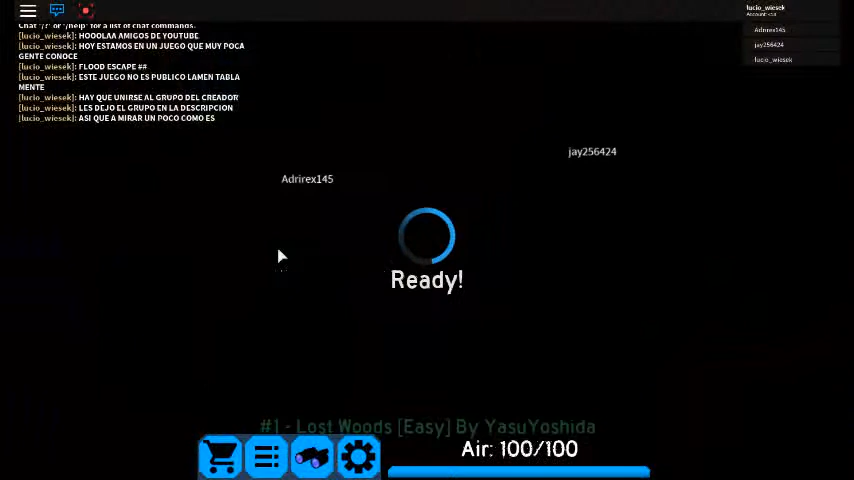 Chat '/?' or '/help' for a list of chat commands.
[lucio_wiesek]: HOOOLAA AMIGOS DE YOUTUBE
[lucio_wiesek]: HOY ESTAMOS EN UN JUEGO QUE MUY POCA
GENTE CONOCE
[lucio_wiesek]: FLOOD ESCAPE ##
[lucio_wiesek]: ESTE JUEGO NO ES PUBLICO LAMEN TABLA
MENTE
[lucio_wiesek]: HAY QUE UNIRSE AL GRUPO DEL CREADOR
[lucio_wiesek]: LES DEJO EL GRUPO EN LA DESCRIPCION
[lucio_wiesek]: ASI QUE A MIRAR UN POCO COMO ES
lucio_wiesek
Adrirex145
jay256424
lucio_wiesek
jay256424
Adrirex145
Ready!
#1 - Lost Woods [Easy] By YasuYoshida
Air: 100/100